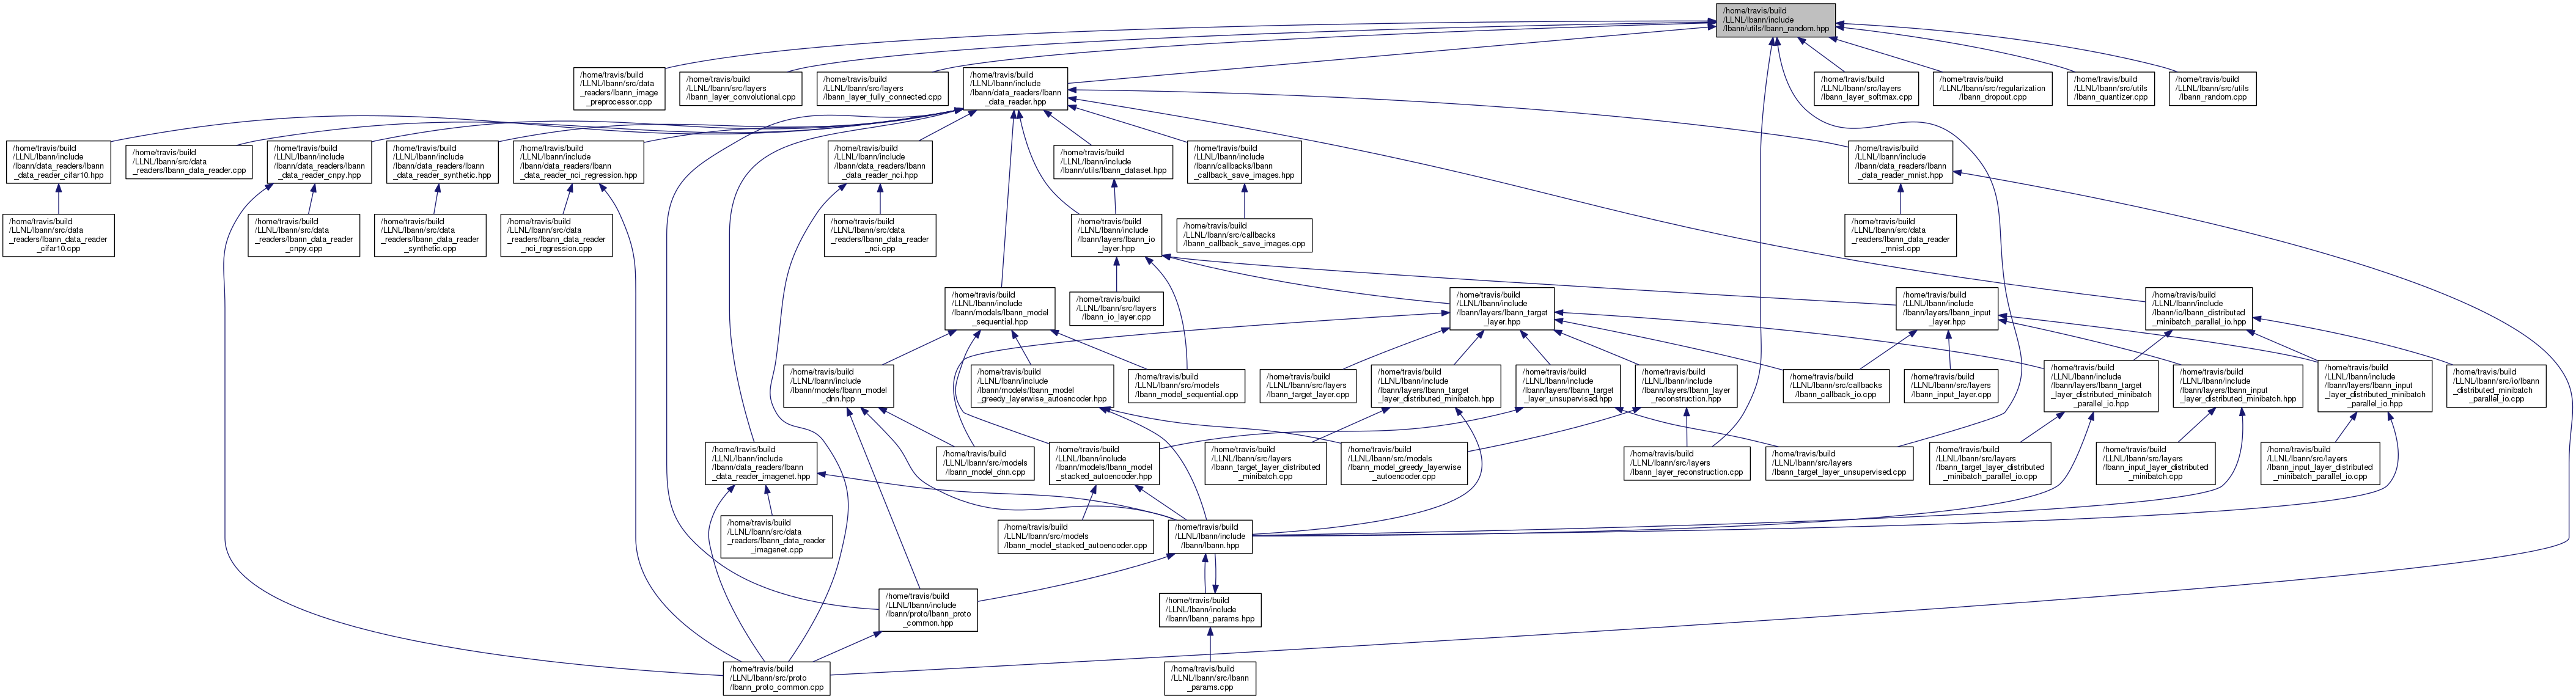 /home/travis/build
/LLNL/lbann/include
/lbann/utils/lbann_random.hpp
/home/travis/build
/LLNL/lbann/src/data
_readers/lbann_image
_preprocessor.cpp
/home/travis/build
/LLNL/lbann/src/layers
/lbann_layer_convolutional.cpp
/home/travis/build
/LLNL/lbann/src/layers
/lbann_layer_fully_connected.cpp
/home/travis/build
/LLNL/lbann/include
/lbann/data_readers/lbann
_data_reader.hpp
/home/travis/build
/LLNL/lbann/src/layers
/lbann_layer_softmax.cpp
/home/travis/build
/LLNL/lbann/src/regularization
/lbann_dropout.cpp
/home/travis/build
/LLNL/lbann/src/utils
/lbann_quantizer.cpp
/home/travis/build
/LLNL/lbann/src/utils
/lbann_random.cpp
/home/travis/build
/LLNL/lbann/include
/lbann/data_readers/lbann
_data_reader_cifar10.hpp
/home/travis/build
/LLNL/lbann/src/data
_readers/lbann_data_reader.cpp
/home/travis/build
/LLNL/lbann/include
/lbann/data_readers/lbann
_data_reader_cnpy.hpp
/home/travis/build
/LLNL/lbann/include
/lbann/data_readers/lbann
_data_reader_synthetic.hpp
/home/travis/build
/LLNL/lbann/include
/lbann/data_readers/lbann
_data_reader_nci_regression.hpp
/home/travis/build
/LLNL/lbann/include
/lbann/data_readers/lbann
_data_reader_nci.hpp
/home/travis/build
/LLNL/lbann/include
/lbann/utils/lbann_dataset.hpp
/home/travis/build
/LLNL/lbann/include
/lbann/callbacks/lbann
_callback_save_images.hpp
/home/travis/build
/LLNL/lbann/include
/lbann/data_readers/lbann
_data_reader_mnist.hpp
/home/travis/build
/LLNL/lbann/src/data
_readers/lbann_data_reader
_cifar10.cpp
/home/travis/build
/LLNL/lbann/src/data
_readers/lbann_data_reader
_cnpy.cpp
/home/travis/build
/LLNL/lbann/src/data
_readers/lbann_data_reader
_synthetic.cpp
/home/travis/build
/LLNL/lbann/src/data
_readers/lbann_data_reader
_nci_regression.cpp
/home/travis/build
/LLNL/lbann/src/data
_readers/lbann_data_reader
_nci.cpp
/home/travis/build
/LLNL/lbann/include
/lbann/layers/lbann_io
_layer.hpp
/home/travis/build
/LLNL/lbann/src/callbacks
/lbann_callback_save_images.cpp
/home/travis/build
/LLNL/lbann/src/data
_readers/lbann_data_reader
_mnist.cpp
/home/travis/build
/LLNL/lbann/include
/lbann/models/lbann_model
_sequential.hpp
/home/travis/build
/LLNL/lbann/src/layers
/lbann_io_layer.cpp
/home/travis/build
/LLNL/lbann/include
/lbann/layers/lbann_target
_layer.hpp
/home/travis/build
/LLNL/lbann/include
/lbann/layers/lbann_input
_layer.hpp
/home/travis/build
/LLNL/lbann/include
/lbann/io/lbann_distributed
_minibatch_parallel_io.hpp
/home/travis/build
/LLNL/lbann/include
/lbann/models/lbann_model
_dnn.hpp
/home/travis/build
/LLNL/lbann/include
/lbann/models/lbann_model
_greedy_layerwise_autoencoder.hpp
/home/travis/build
/LLNL/lbann/src/models
/lbann_model_sequential.cpp
/home/travis/build
/LLNL/lbann/src/layers
/lbann_target_layer.cpp
/home/travis/build
/LLNL/lbann/include
/lbann/layers/lbann_target
_layer_distributed_minibatch.hpp
/home/travis/build
/LLNL/lbann/include
/lbann/layers/lbann_target
_layer_unsupervised.hpp
/home/travis/build
/LLNL/lbann/include
/lbann/layers/lbann_layer
_reconstruction.hpp
/home/travis/build
/LLNL/lbann/src/callbacks
/lbann_callback_io.cpp
/home/travis/build
/LLNL/lbann/src/layers
/lbann_input_layer.cpp
/home/travis/build
/LLNL/lbann/include
/lbann/layers/lbann_target
_layer_distributed_minibatch
_parallel_io.hpp
/home/travis/build
/LLNL/lbann/include
/lbann/layers/lbann_input
_layer_distributed_minibatch.hpp
/home/travis/build
/LLNL/lbann/include
/lbann/layers/lbann_input
_layer_distributed_minibatch
_parallel_io.hpp
/home/travis/build
/LLNL/lbann/src/io/lbann
_distributed_minibatch
_parallel_io.cpp
/home/travis/build
/LLNL/lbann/include
/lbann/data_readers/lbann
_data_reader_imagenet.hpp
/home/travis/build
/LLNL/lbann/src/models
/lbann_model_dnn.cpp
/home/travis/build
/LLNL/lbann/include
/lbann/models/lbann_model
_stacked_autoencoder.hpp
/home/travis/build
/LLNL/lbann/src/layers
/lbann_target_layer_distributed
_minibatch.cpp
/home/travis/build
/LLNL/lbann/src/models
/lbann_model_greedy_layerwise
_autoencoder.cpp
/home/travis/build
/LLNL/lbann/src/layers
/lbann_layer_reconstruction.cpp
/home/travis/build
/LLNL/lbann/src/layers
/lbann_target_layer_unsupervised.cpp
/home/travis/build
/LLNL/lbann/src/layers
/lbann_target_layer_distributed
_minibatch_parallel_io.cpp
/home/travis/build
/LLNL/lbann/src/layers
/lbann_input_layer_distributed
_minibatch.cpp
/home/travis/build
/LLNL/lbann/src/layers
/lbann_input_layer_distributed
_minibatch_parallel_io.cpp
/home/travis/build
/LLNL/lbann/src/data
_readers/lbann_data_reader
_imagenet.cpp
/home/travis/build
/LLNL/lbann/src/models
/lbann_model_stacked_autoencoder.cpp
/home/travis/build
/LLNL/lbann/include
/lbann/lbann.hpp
/home/travis/build
/LLNL/lbann/include
/lbann/proto/lbann_proto
_common.hpp
/home/travis/build
/LLNL/lbann/include
/lbann/lbann_params.hpp
/home/travis/build
/LLNL/lbann/src/proto
/lbann_proto_common.cpp
/home/travis/build
/LLNL/lbann/src/lbann
_params.cpp